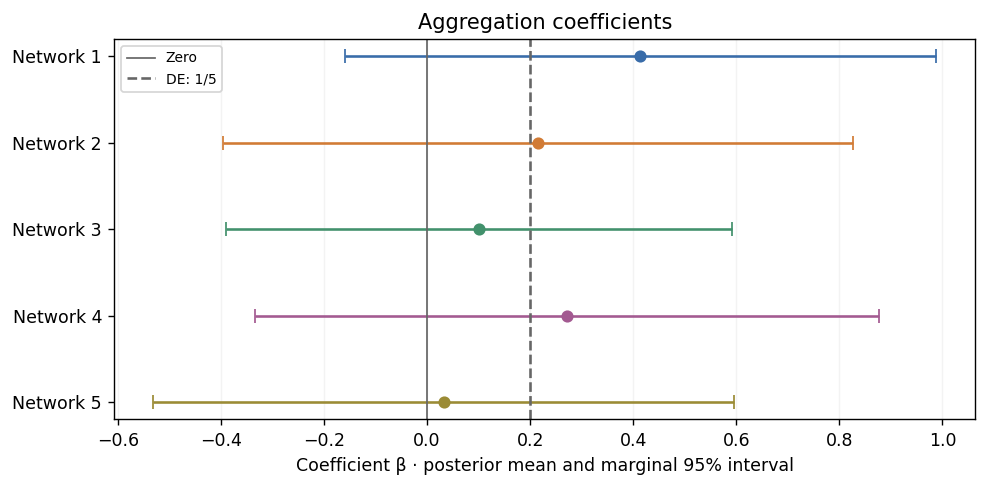 Aggregation coefficients
Zero
DE: 1/5
Network 1
Network 2
Network 3
Network 4
Network 5
−0.6 −0.4 −0.2 0.0 0.2 0.4 0.6 0.8 1.0
Coefficient β · posterior mean and marginal 95% interval